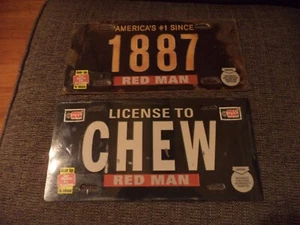 AMERICA'S #1 SINCE
1887
RED MAN
LICENSE TO
CHEW
RED MAN